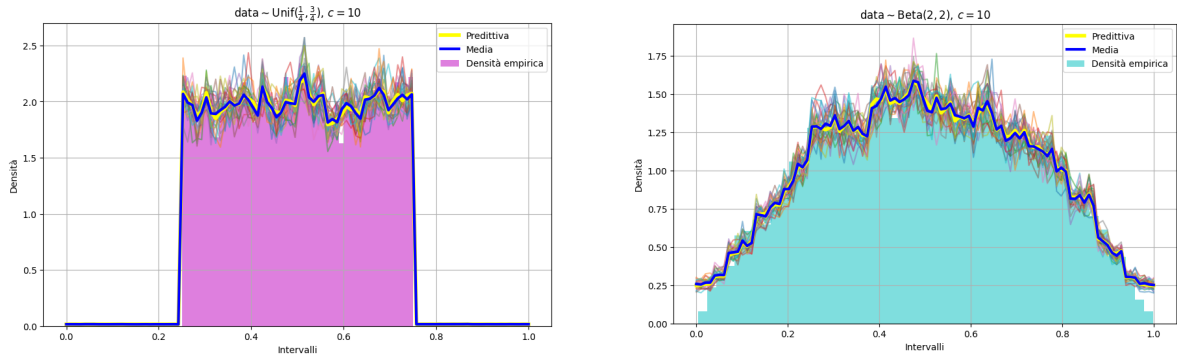 data ~ Unif(1/4, 3/4), c = 10
Densità
2.5
2.0
1.5
1.0
0.5
0.0
Predittiva
Media
Densità empirica
0.0 0.2 0.4 0.6 0.8 1.0
Intervalli
data ~ Beta(2, 2), c = 10
Densità
1.75
1.50
1.25
1.00
0.75
0.50
0.25
0.00
Predittiva
Media
Densità empirica
0.0 0.2 0.4 0.6 0.8 1.0
Intervalli